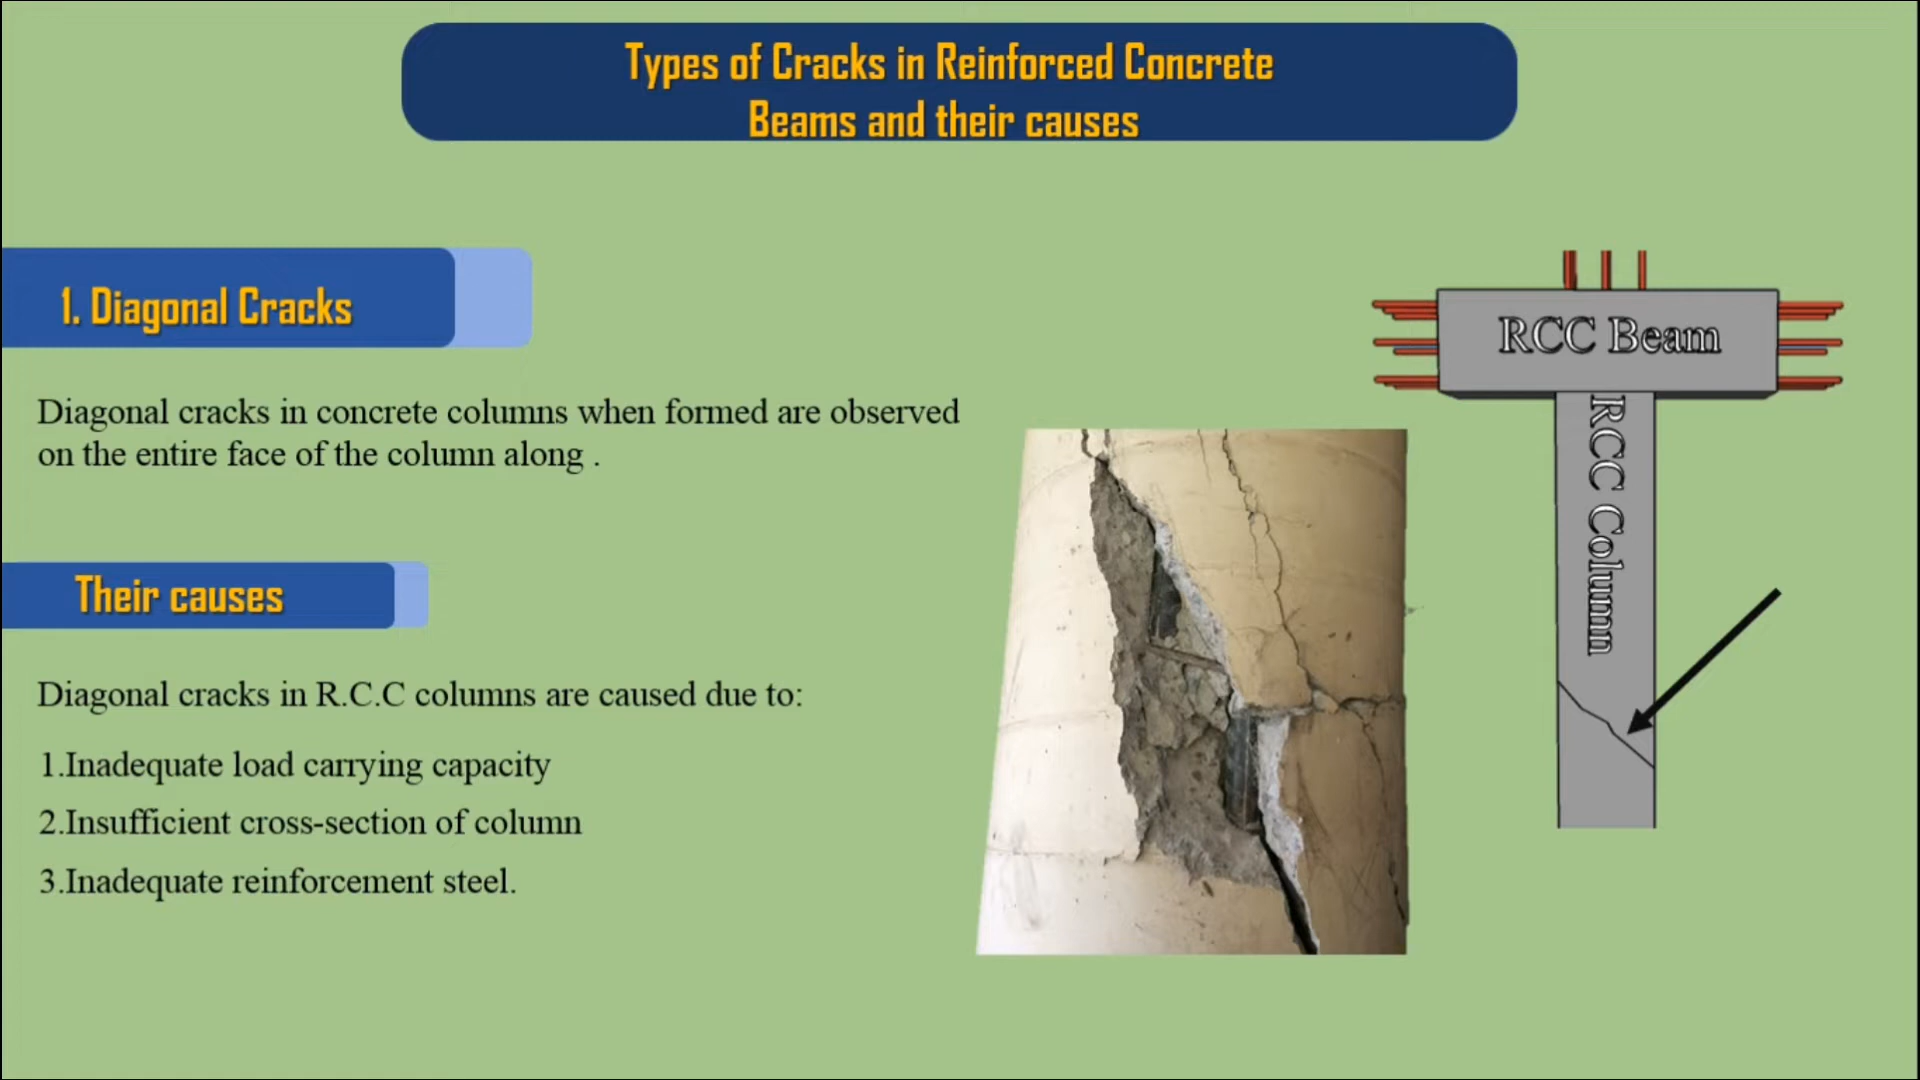 Types of Cracks in Reinforced Concrete
Beams and their causes
1. Diagonal Cracks
Diagonal cracks in concrete columns when formed are observed
on the entire face of the column along .
Their causes
Diagonal cracks in R.C.C columns are caused due to:
1.Inadequate load carrying capacity
2.Insufficient cross-section of column
3.Inadequate reinforcement steel.
RCC Beam
RCC Column